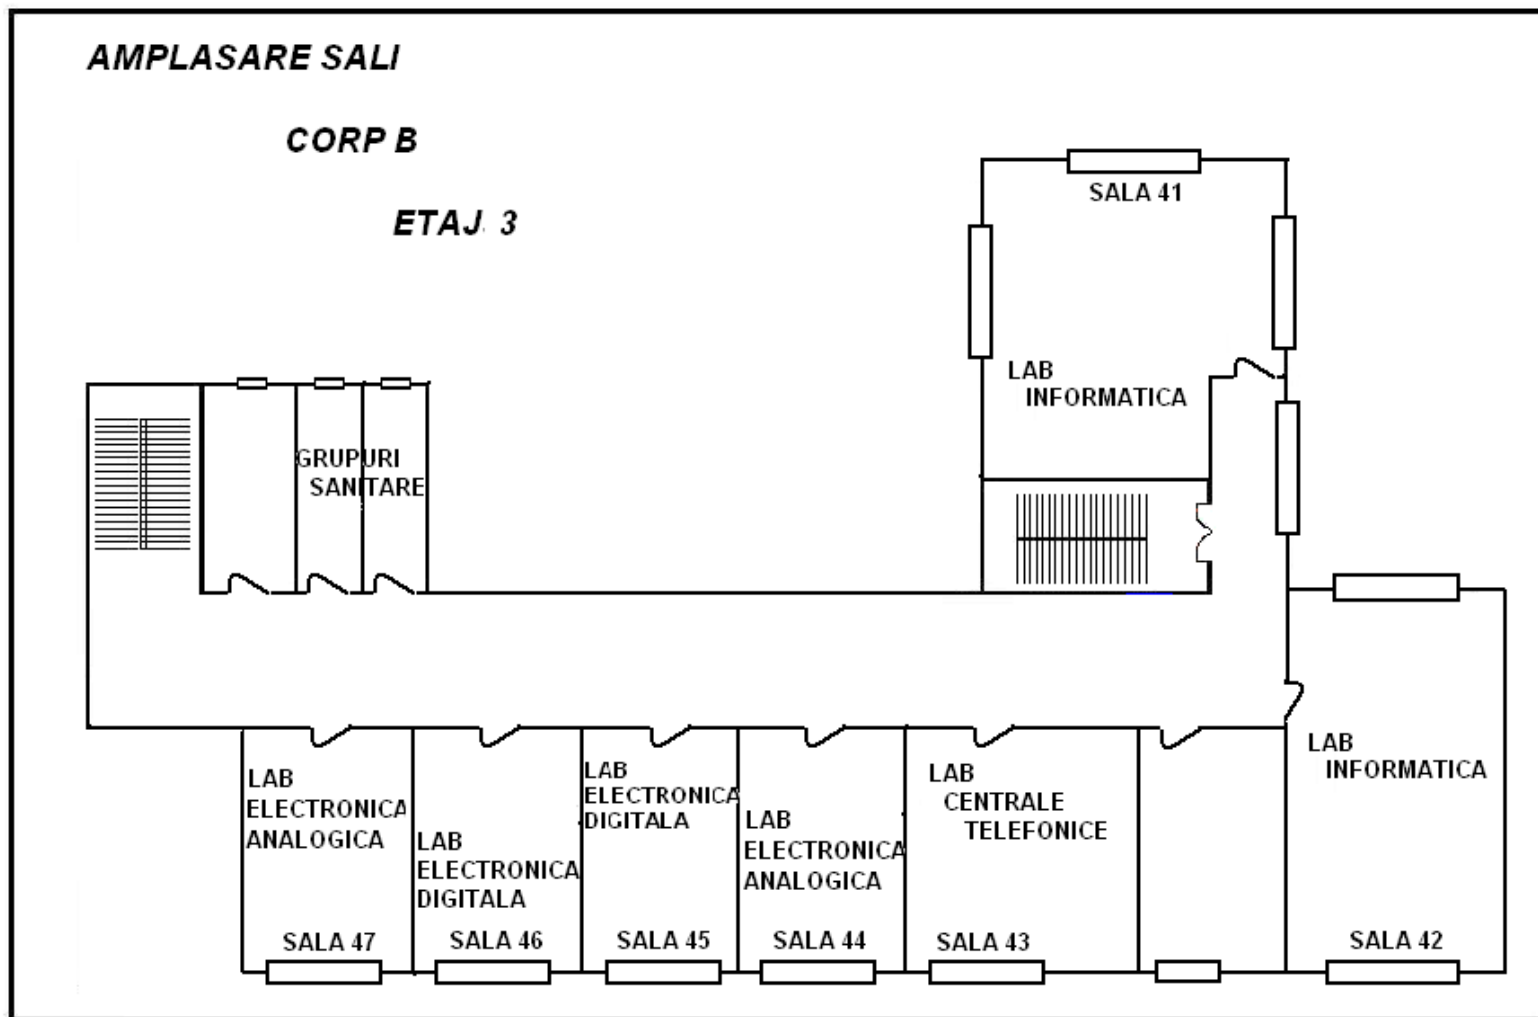 AMPLASARE SALI
CORP B
ETAJ. 3
SALA 41
LAB
INFORMATICA
GRUPURI
SANITARE
LAB
INFORMATICA
SALA 42
LAB
ELECTRONICA
ANALOGICA
SALA 47
LAB
ELECTRONICA
DIGITALA
SALA 46
LAB
ELECTRONICA
DIGITALA
SALA 45
LAB
ELECTRONICA
ANALOGICA
SALA 44
LAB
CENTRALE
TELEFONICE
SALA 43